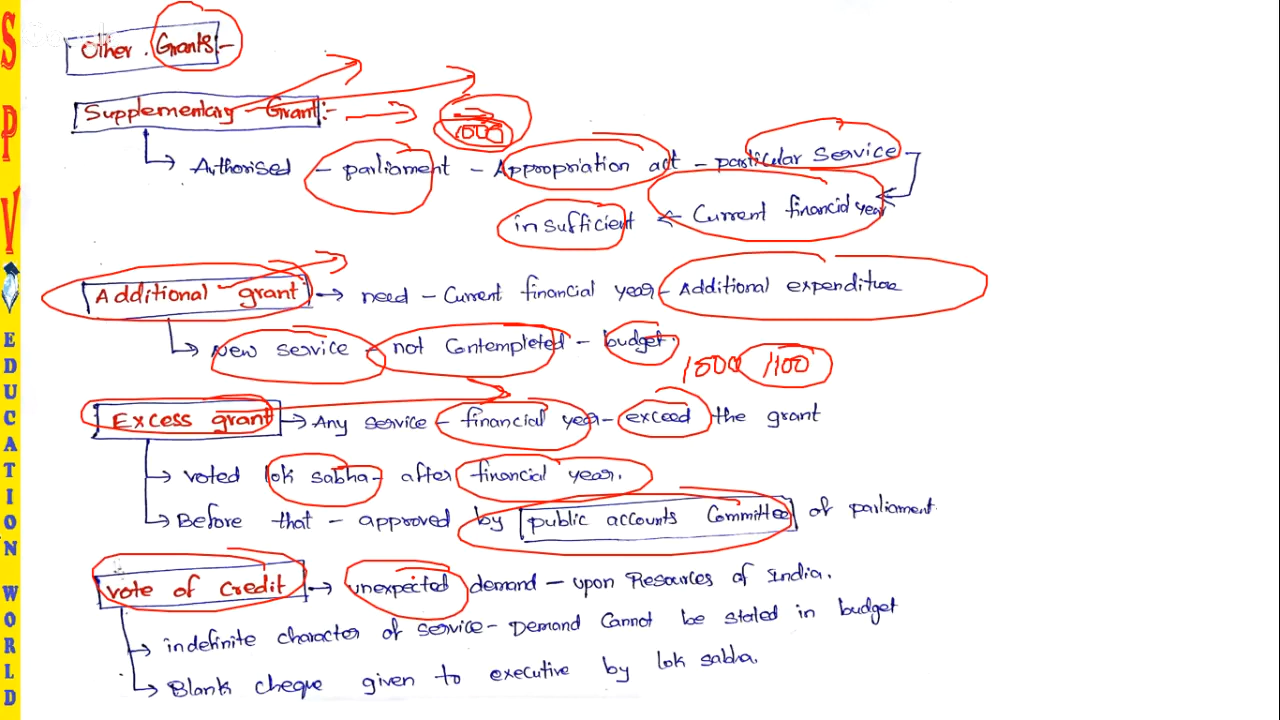 SPV EDUCATION WORLD
Other. Grants:-
Supplementary Grant:-
1000
Authorised - parliament - Appropriation act - particular service
Current financial year
insufficient
Additional grant → need - Current financial year - Additional expenditure
New service - not Contempleted - budget.
1000 1100
Excess grant → Any service - financial year - exceed the grant
voted lok sabha - after financial year.
Before that - approved by public accounts Committee of parliament.
vote of credit → unexpected demand - upon Resources of India.
indefinite character of service - Demand cannot be stated in budget
Blank cheque given to executive by lok sabha.